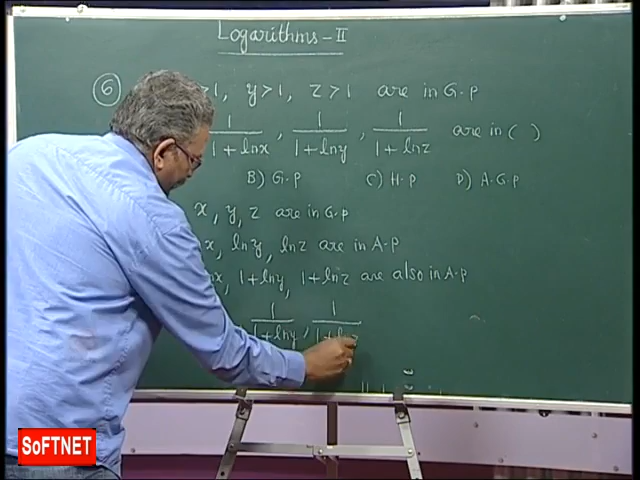 Logarithms - II
6 >1, y>1, z>1 are in G.p
1/(1+lnx), 1/(1+lny), 1/(1+lnz) are in ( )
B) G.p C) H.p D) A.G.p
x, y, z are in G.p
x, lny, lnz are in A.p
nx, 1+lny, 1+lnz are also in A.p
1/(1+lny), 1/(1+ln
SOFTNET